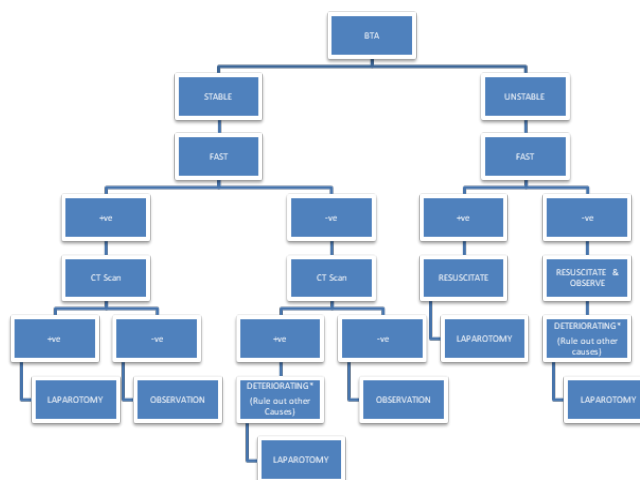 BTA
STABLE
UNSTABLE
FAST
FAST
+ve
-ve
+ve
-ve
CT Scan
CT Scan
RESUSCITATE
RESUSCITATE &
OBSERVE
+ve
-ve
+ve
-ve
LAPAROTOMY
DETERIORATING*
(Rule out other
causes)
LAPAROTOMY
OBSERVATION
DETERIORATING*
(Rule out other
Causes)
OBSERVATION
LAPAROTOMY
LAPAROTOMY